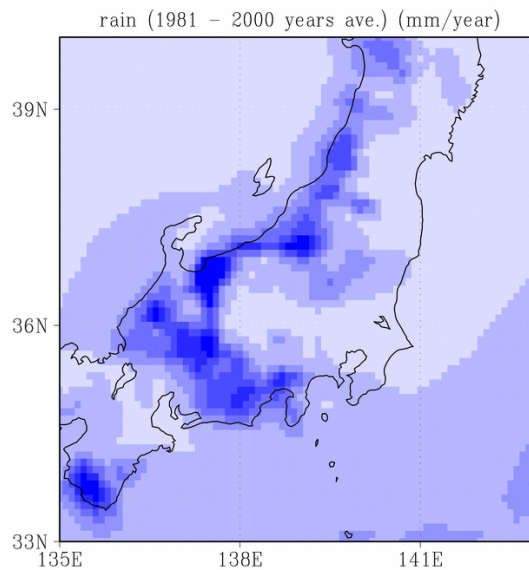 rain (1981 – 2000 years ave.) (mm/year)
39N
36N
33N
135E 138E 141E